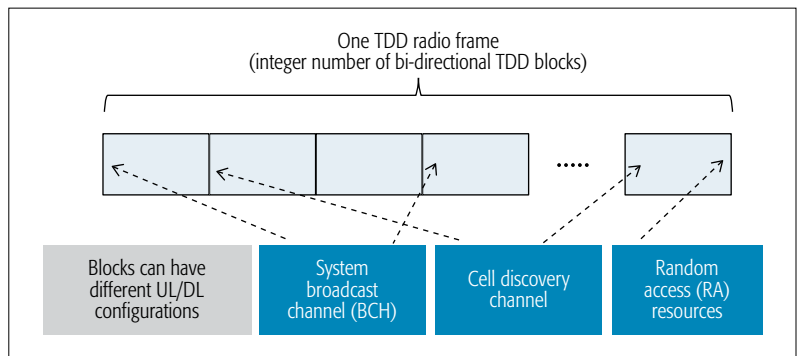 One TDD radio frame
(integer number of bi-directional TDD blocks)
.....
Blocks can have
different UL/DL
configurations
System
broadcast
channel (BCH)
Cell discovery
channel
Random
access (RA)
resources